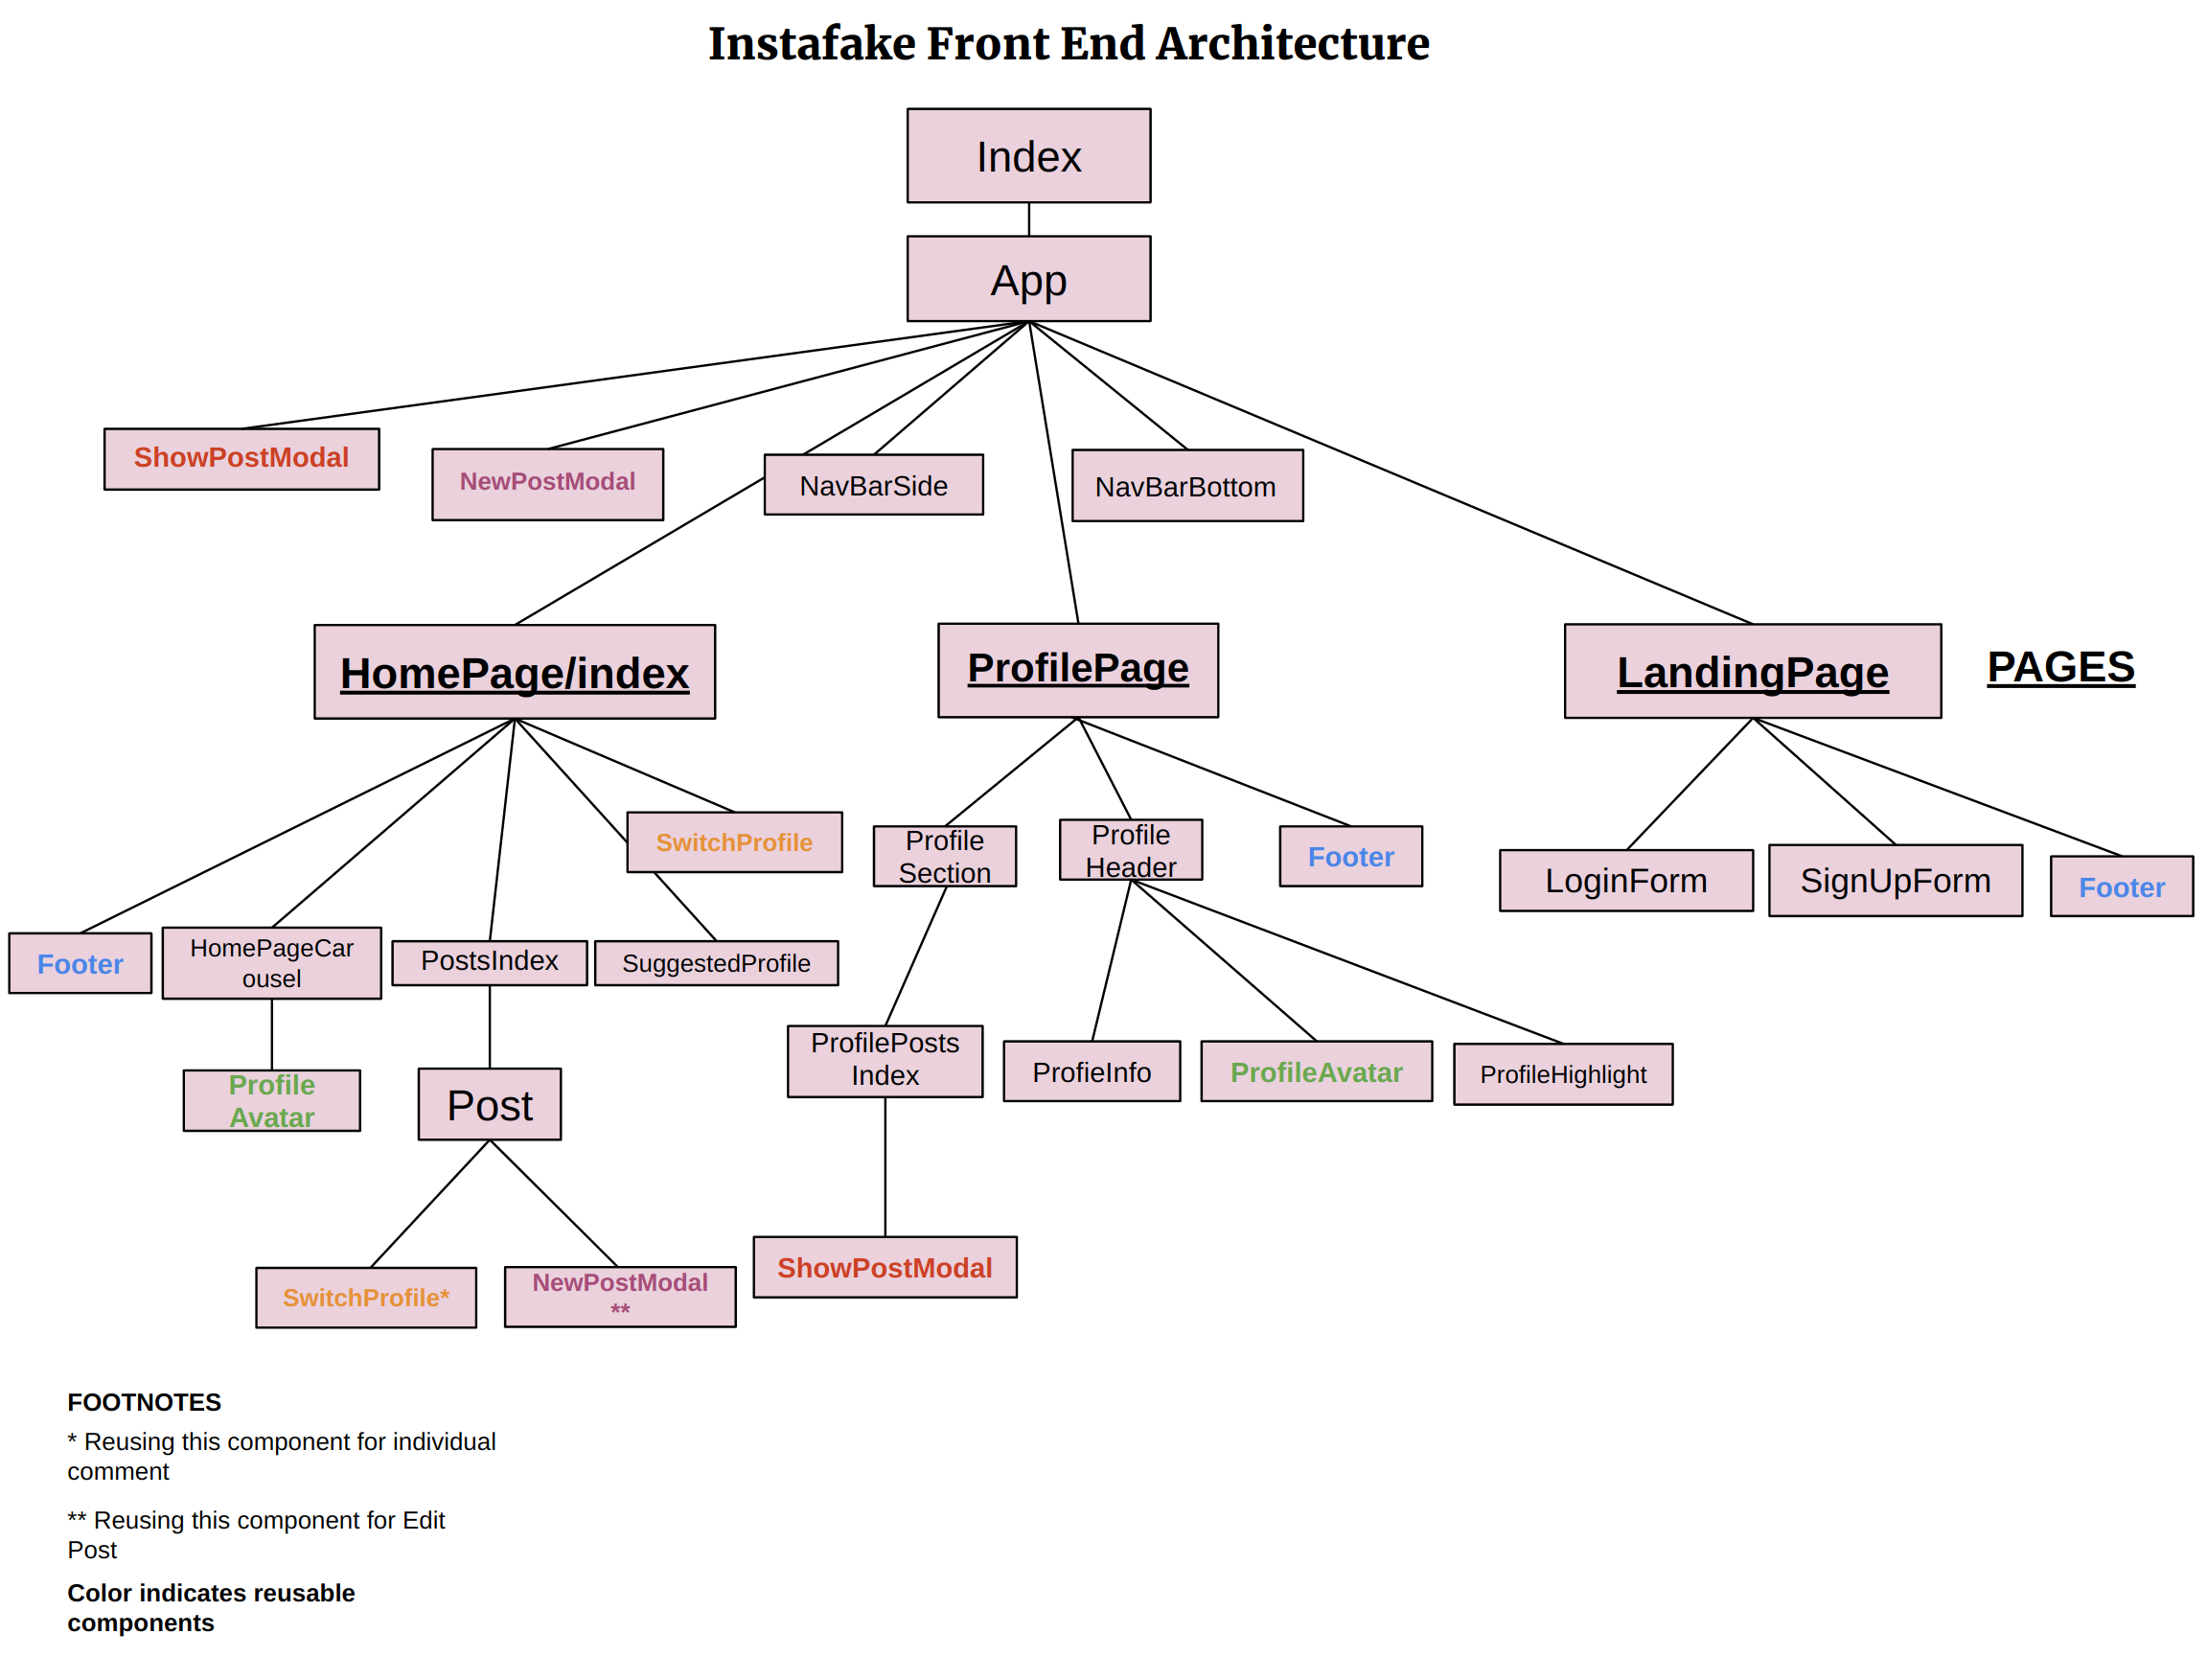 Instafake Front End Architecture
Index
App
ShowPostModal
NewPostModal
NavBarSide
NavBarBottom
HomePage/index
ProfilePage
LandingPage
PAGES
SwitchProfile
Profile
Section
Profile
Header
Footer
LoginForm
SignUpForm
Footer
Footer
HomePageCar
ousel
PostsIndex
SuggestedProfile
ProfilePosts
Index
ProfieInfo
ProfileAvatar
ProfileHighlight
Profile
Avatar
Post
ShowPostModal
SwitchProfile*
NewPostModal
**
FOOTNOTES
* Reusing this component for individual
comment
** Reusing this component for Edit
Post
Color indicates reusable
components